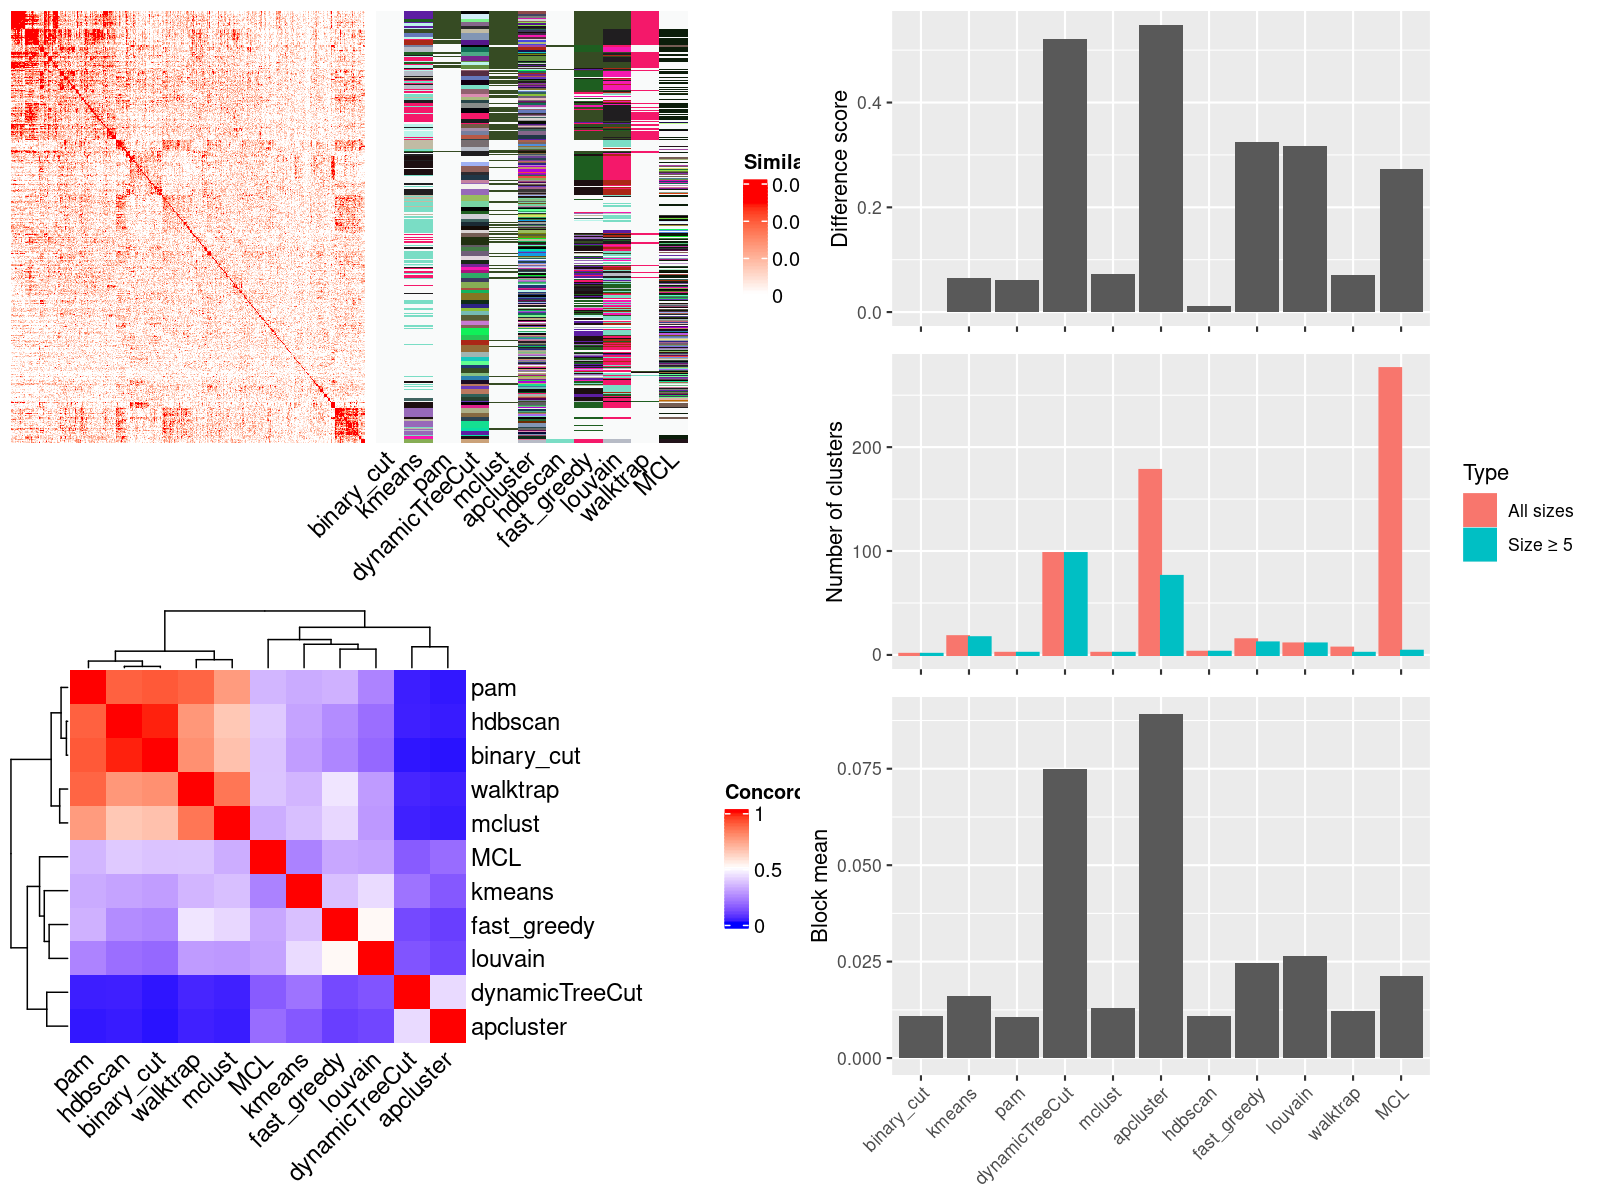 Simila
0.0
0.0
0.0
0
binary_cut
kmeans
pam
dynamicTreeCut
mclust
apcluster
hdbscan
fast_greedy
louvain
walktrap
MCL
pam
hdbscan
binary_cut
walktrap
mclust
MCL
kmeans
fast_greedy
louvain
dynamicTreeCut
apcluster
pam
hdbscan
binary_cut
walktrap
mclust
MCL
kmeans
fast_greedy
louvain
dynamicTreeCut
apcluster
Concord
1
0.5
0
Difference score
0.4
0.2
0.0
Number of clusters
200
100
0
Type
All sizes
Size ≥ 5
Block mean
0.075
0.050
0.025
0.000
binary_cut
kmeans
pam
dynamicTreeCut
mclust
apcluster
hdbscan
fast_greedy
louvain
walktrap
MCL